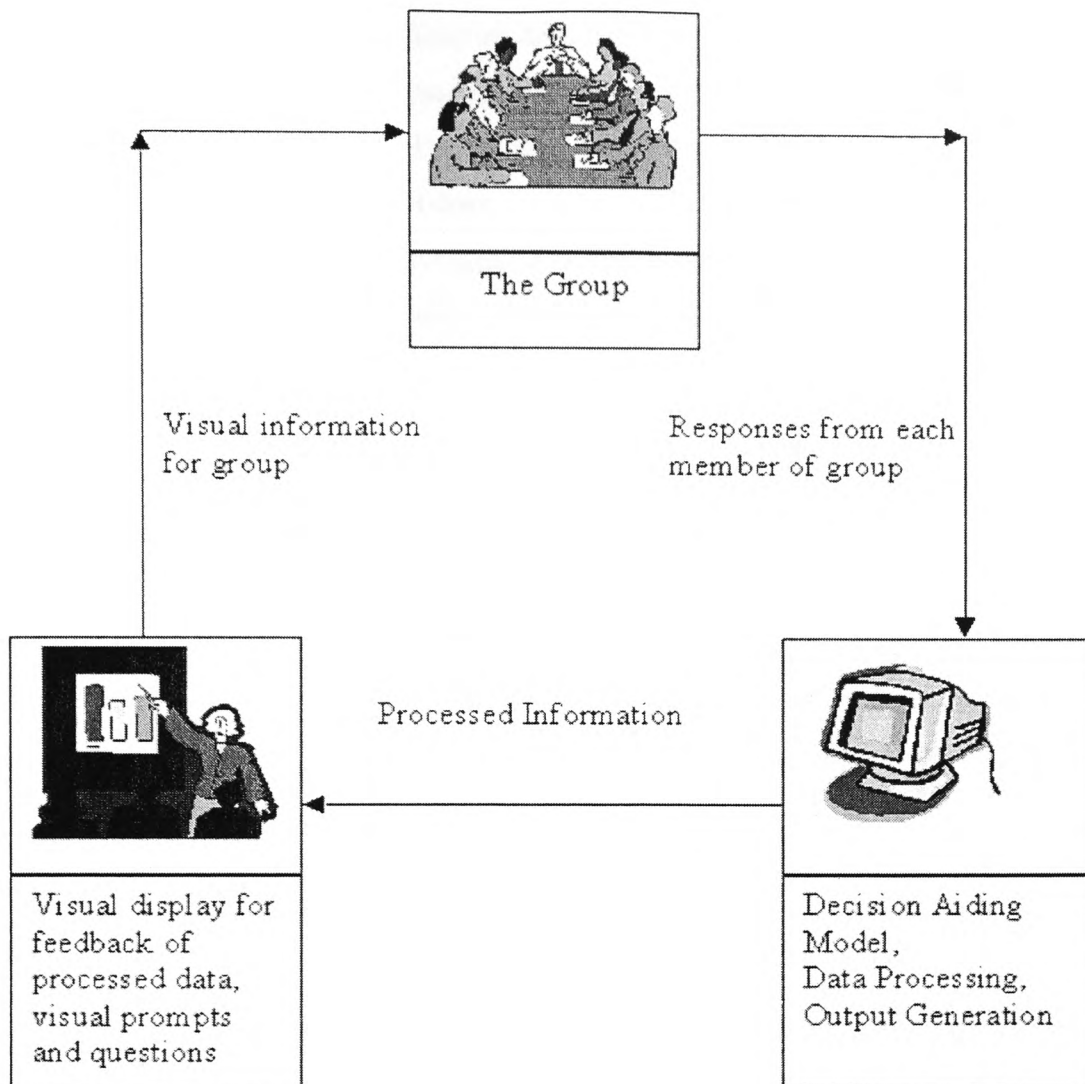 The Group
Visual information
for group
Responses from each
member of group
Processed Information
Visual display for
feedback of
processed data,
visual prompts
and questions
Decision Aiding
Model,
Data Processing,
Output Generation